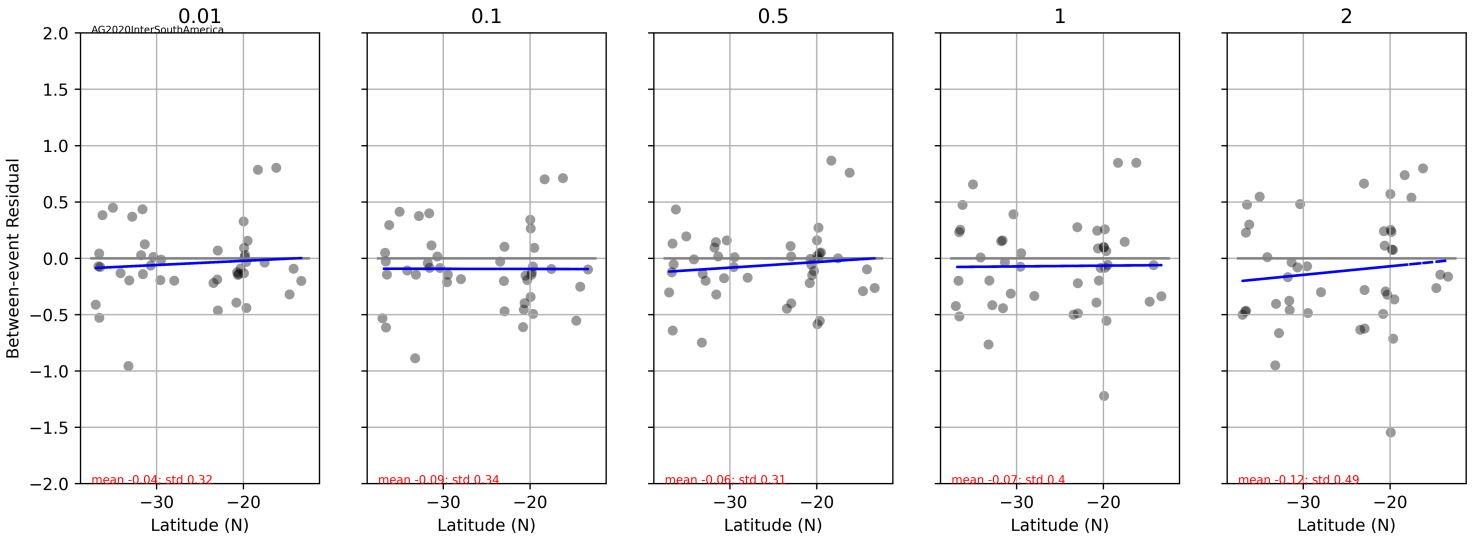 0.01 0.1 0.5 1 2
AG2020InterSouthAmerica
2.0
1.5
1.0
0.5
0.0
−0.5
−1.0
−1.5
−2.0
Between-event Residual
mean -0.04; std 0.32 mean -0.09; std 0.34 mean -0.06; std 0.31 mean -0.07; std 0.4 mean -0.12; std 0.49
−30 −20 −30 −20 −30 −20 −30 −20 −30 −20
Latitude (N) Latitude (N) Latitude (N) Latitude (N) Latitude (N)